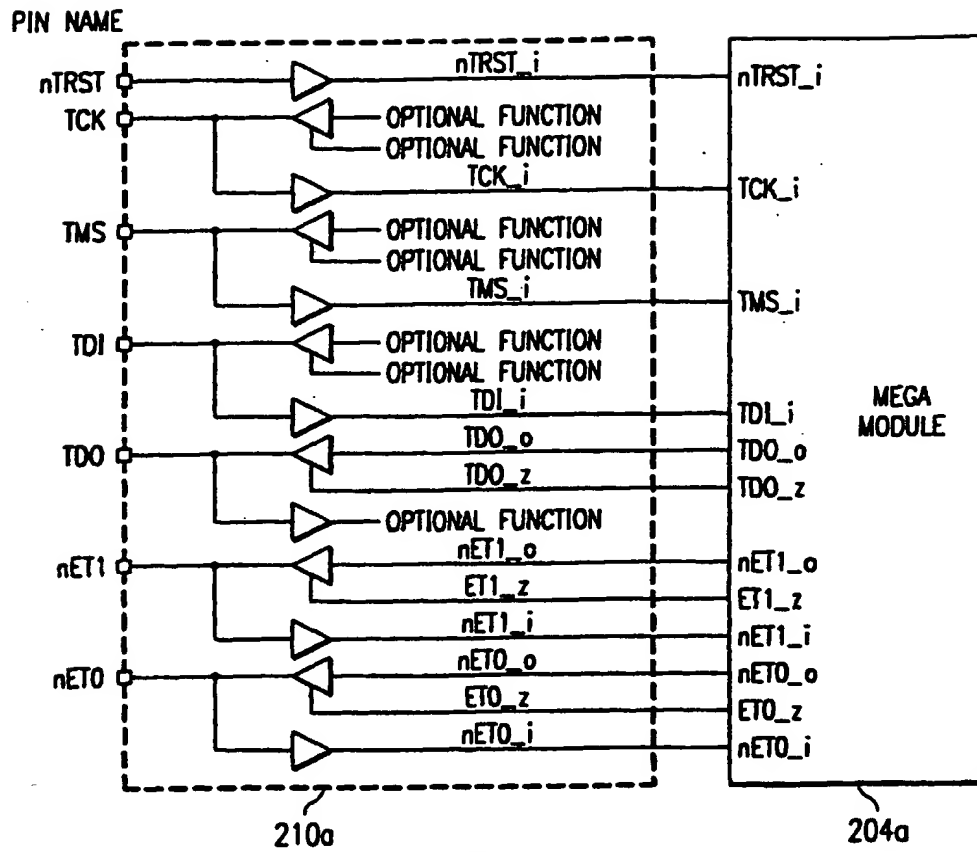 PIN NAME
nTRST nTRST_i nTRST_i
TCK OPTIONAL FUNCTION
OPTIONAL FUNCTION
TCK_i TCK_i
TMS OPTIONAL FUNCTION
OPTIONAL FUNCTION
TMS_i TMS_i
TDI OPTIONAL FUNCTION
OPTIONAL FUNCTION
TDI_i TDI_i
MEGA
MODULE
TDO TDO_o TDO_o
TDO_z TDO_z
OPTIONAL FUNCTION
nET1 nET1_o nET1_o
ET1_z ET1_z
nET1_i nET1_i
nET0 nET0_o nET0_o
ET0_z ET0_z
nET0_i nET0_i
210a 204a